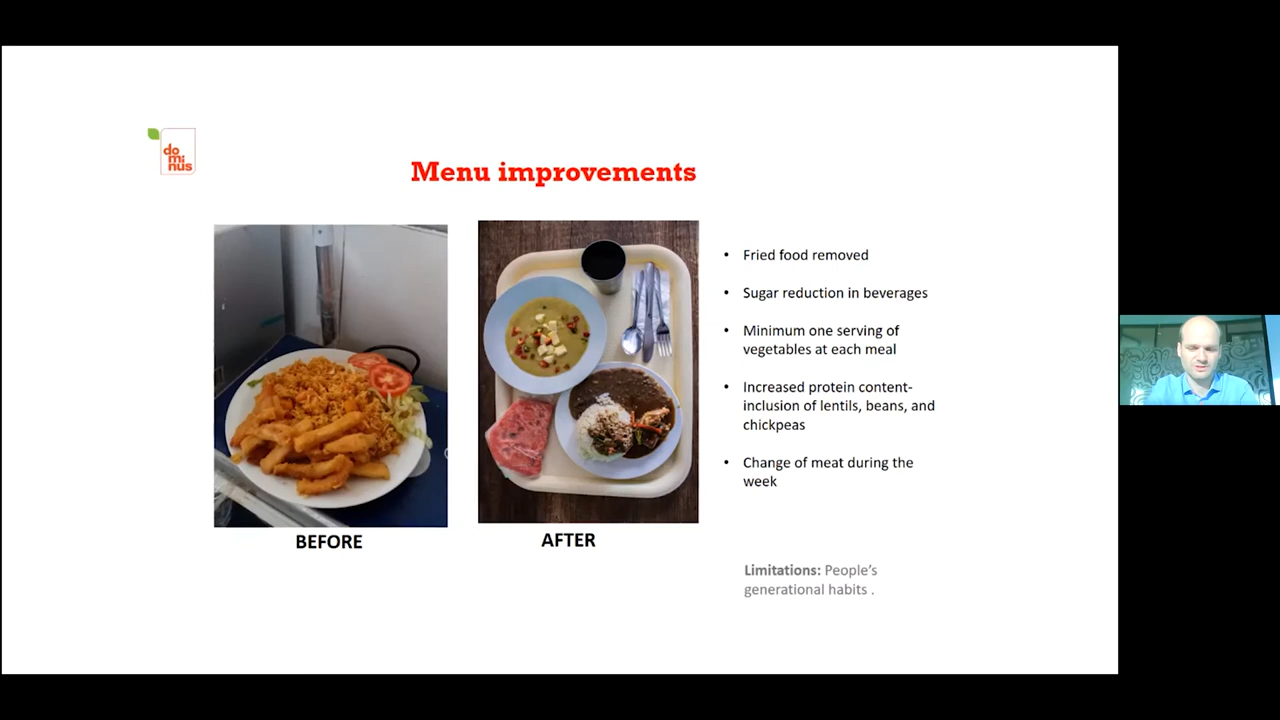 do
mi
nus
Menu improvements
• Fried food removed
• Sugar reduction in beverages
• Minimum one serving of
vegetables at each meal
• Increased protein content-
inclusion of lentils, beans, and
chickpeas
• Change of meat during the
week
BEFORE
AFTER
Limitations: People's
generational habits .